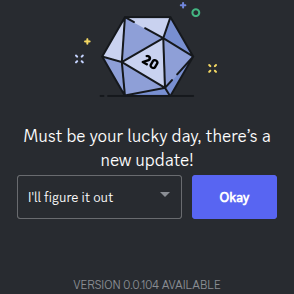 20
Must be your lucky day, there's a
new update!
I'll figure it out
Okay
VERSION 0.0.104 AVAILABLE